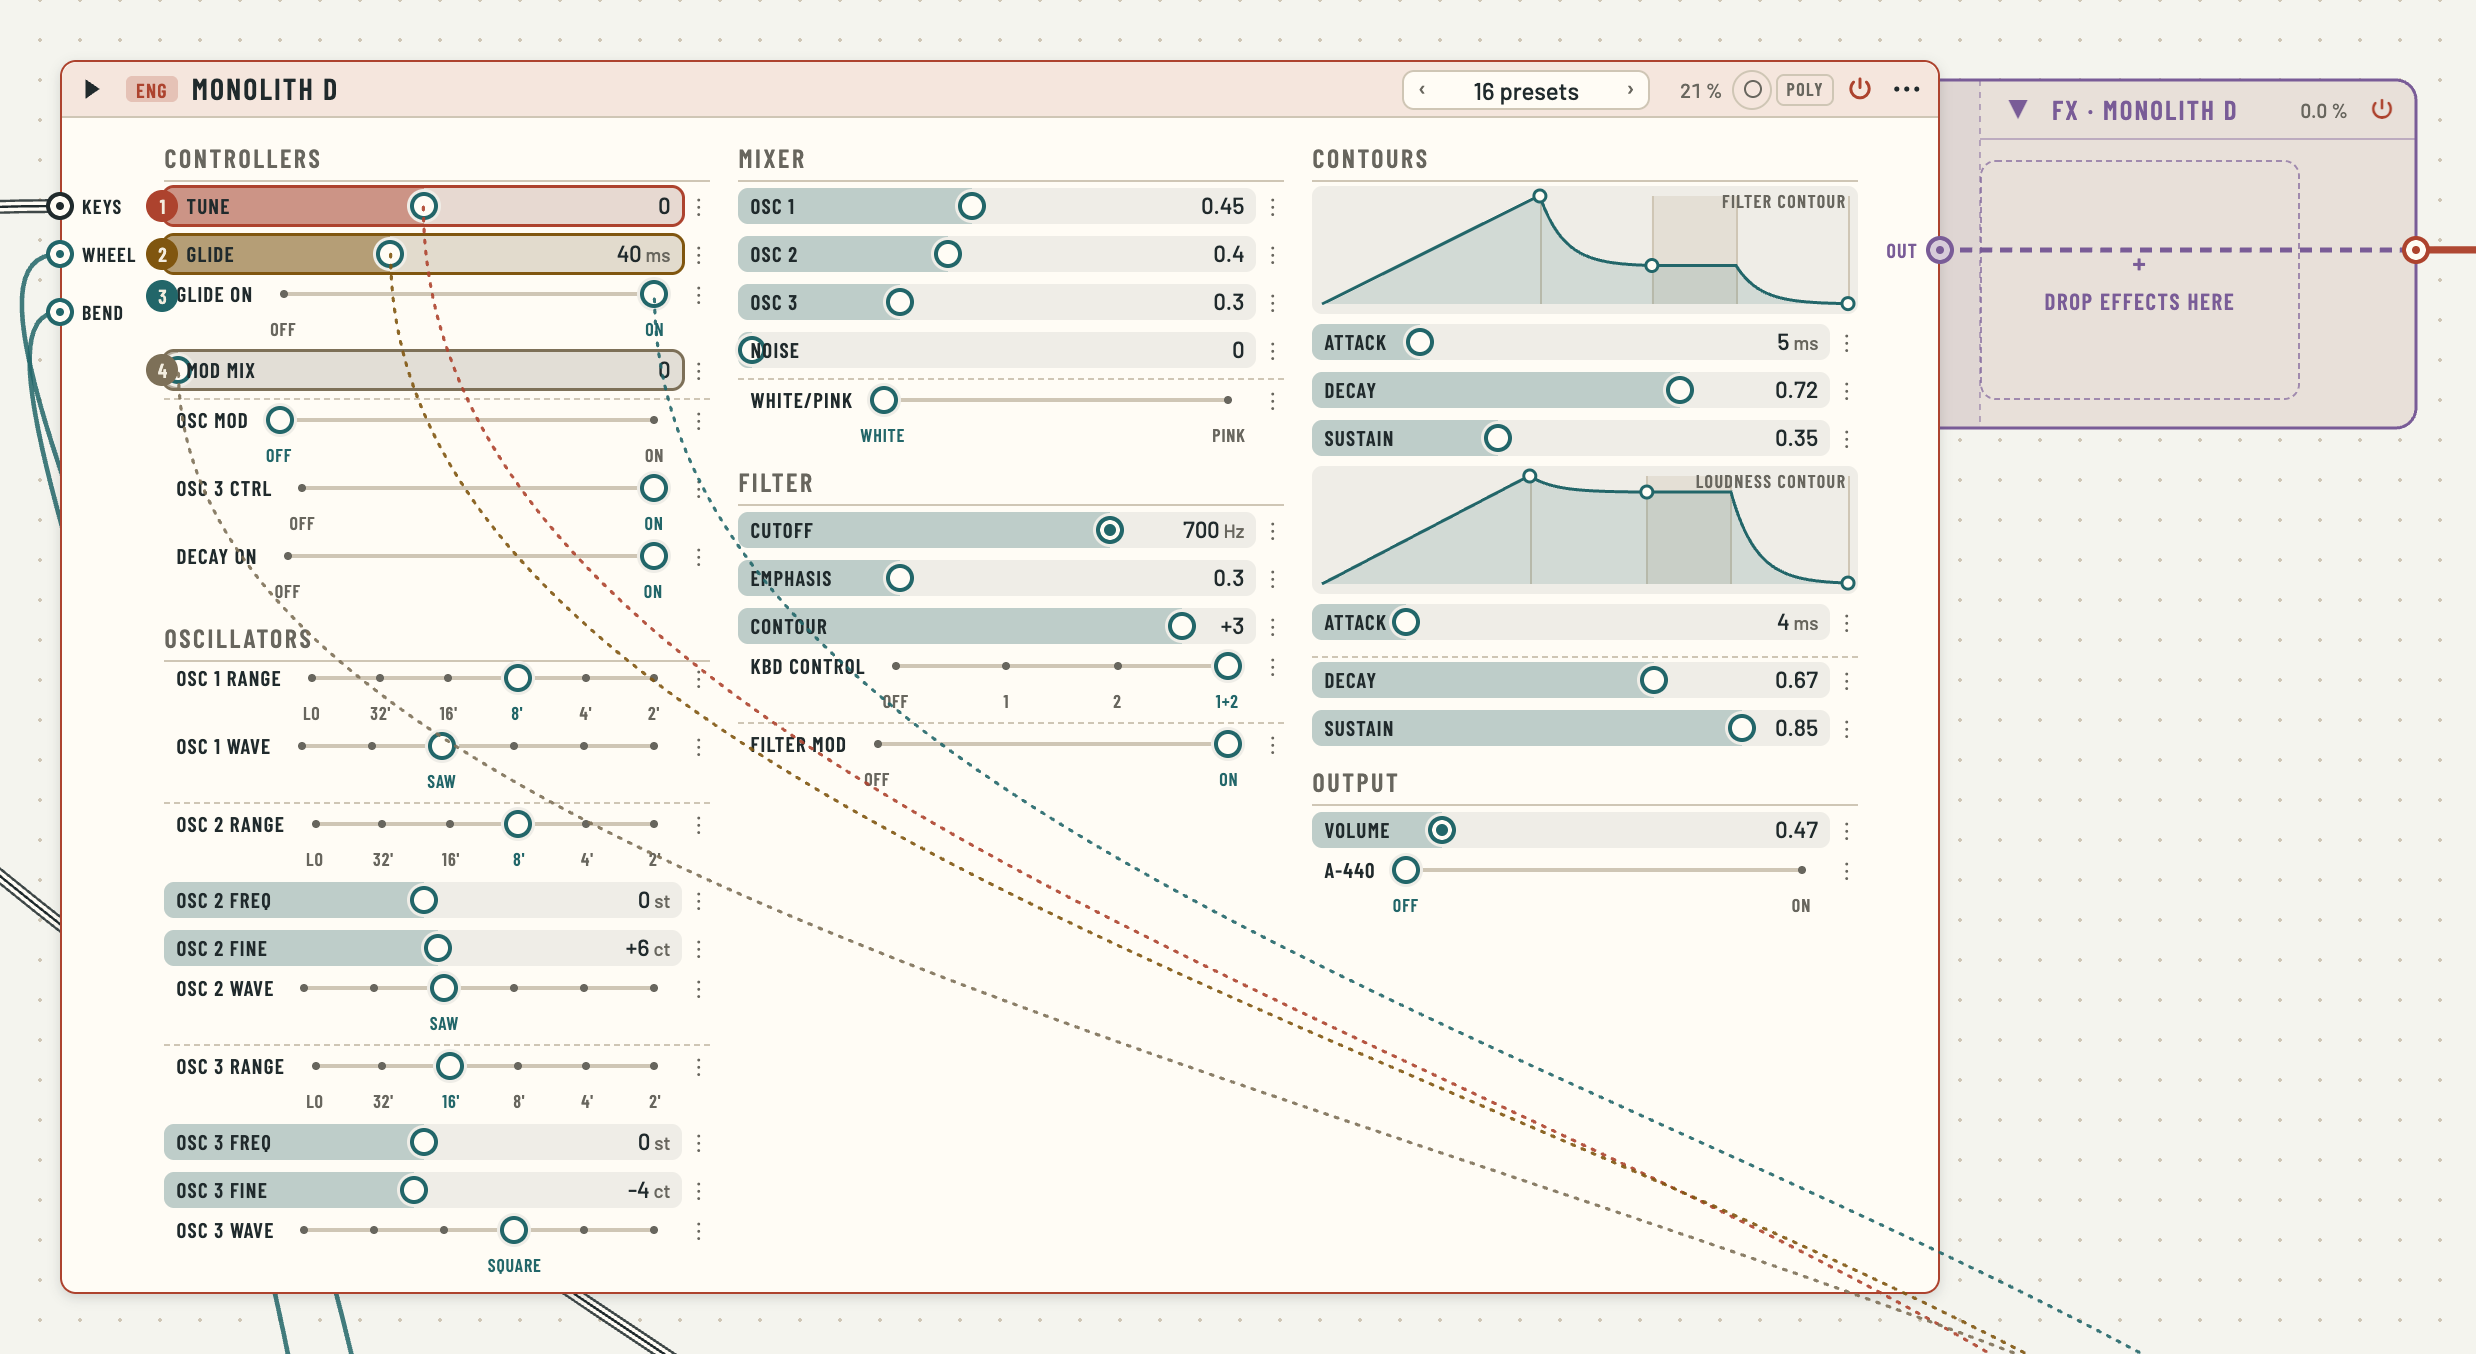 ENG MONOLITH D
‹ 16 presets ›
21 %
POLY
FX · MONOLITH D
0.0 %
DROP EFFECTS HERE
+
OUT
KEYS
WHEEL
BEND
CONTROLLERS
1 TUNE 0
2 GLIDE 40 ms
3 GLIDE ON
OFF ON
4 MOD MIX 0
OSC MOD
OFF ON
OSC 3 CTRL
OFF ON
DECAY ON
OFF ON
OSCILLATORS
OSC 1 RANGE
LO 32' 16' 8' 4' 2'
OSC 1 WAVE
SAW
OSC 2 RANGE
LO 32' 16' 8' 4' 2'
OSC 2 FREQ 0 st
OSC 2 FINE +6 ct
OSC 2 WAVE
SAW
OSC 3 RANGE
LO 32' 16' 8' 4' 2'
OSC 3 FREQ 0 st
OSC 3 FINE -4 ct
OSC 3 WAVE
SQUARE
MIXER
OSC 1 0.45
OSC 2 0.4
OSC 3 0.3
NOISE 0
WHITE/PINK
WHITE PINK
FILTER
CUTOFF 700 Hz
EMPHASIS 0.3
CONTOUR +3
KBD CONTROL
OFF 1 2 1+2
FILTER MOD
OFF ON
CONTOURS
FILTER CONTOUR
ATTACK 5 ms
DECAY 0.72
SUSTAIN 0.35
LOUDNESS CONTOUR
ATTACK 4 ms
DECAY 0.67
SUSTAIN 0.85
OUTPUT
VOLUME 0.47
A-440
OFF ON